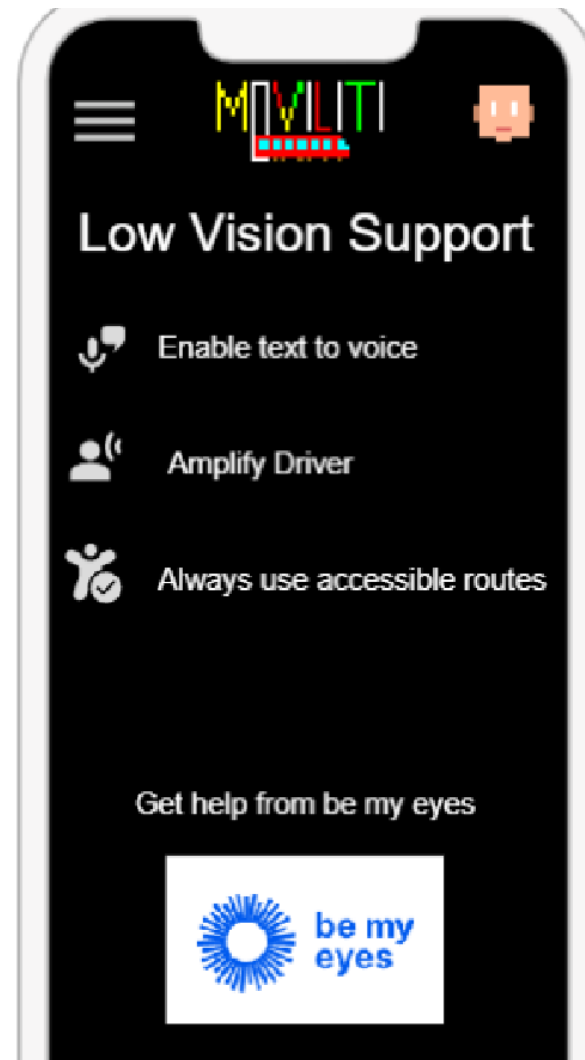 MOVILITI
Low Vision Support
Enable text to voice
Amplify Driver
Always use accessible routes
Get help from be my eyes
be my
eyes